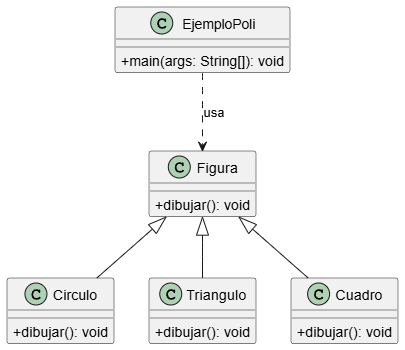 C EjemploPoli
+main(args: String[]): void
usa
C Figura
+dibujar(): void
C Circulo
+dibujar(): void
C Triangulo
+dibujar(): void
C Cuadro
+dibujar(): void